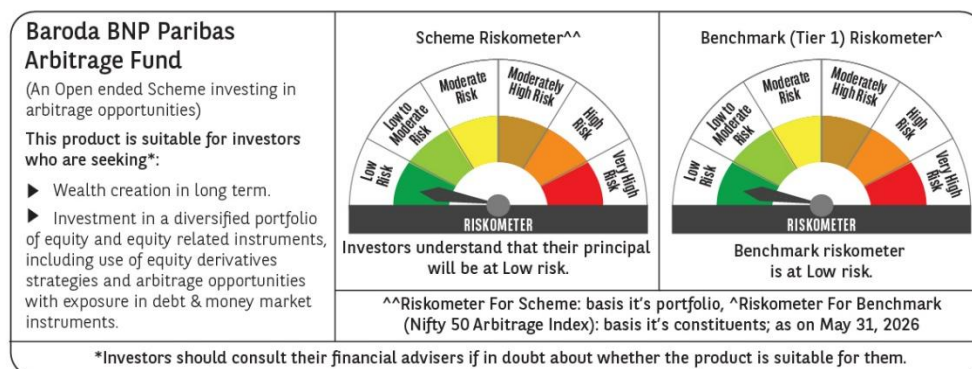 Baroda BNP Paribas
Arbitrage Fund
(An Open ended Scheme investing in
arbitrage opportunities)
This product is suitable for investors
who are seeking*:
▶ Wealth creation in long term.
▶ Investment in a diversified portfolio
of equity and equity related instruments,
including use of equity derivatives
strategies and arbitrage opportunities
with exposure in debt & money market
instruments.
Scheme Riskometer^^
Low
Risk
Low to
Moderate
Risk
Moderate
Risk
Moderately
High Risk
High
Risk
Very High
Risk
RISKOMETER
Investors understand that their principal
will be at Low risk.
Benchmark (Tier 1) Riskometer^
Low
Risk
Low to
Moderate
Risk
Moderate
Risk
Moderately
High Risk
High
Risk
Very High
Risk
RISKOMETER
Benchmark riskometer
is at Low risk.
^^Riskometer For Scheme: basis it's portfolio, ^Riskometer For Benchmark
(Nifty 50 Arbitrage Index): basis it's constituents; as on May 31, 2026
*Investors should consult their financial advisers if in doubt about whether the product is suitable for them.